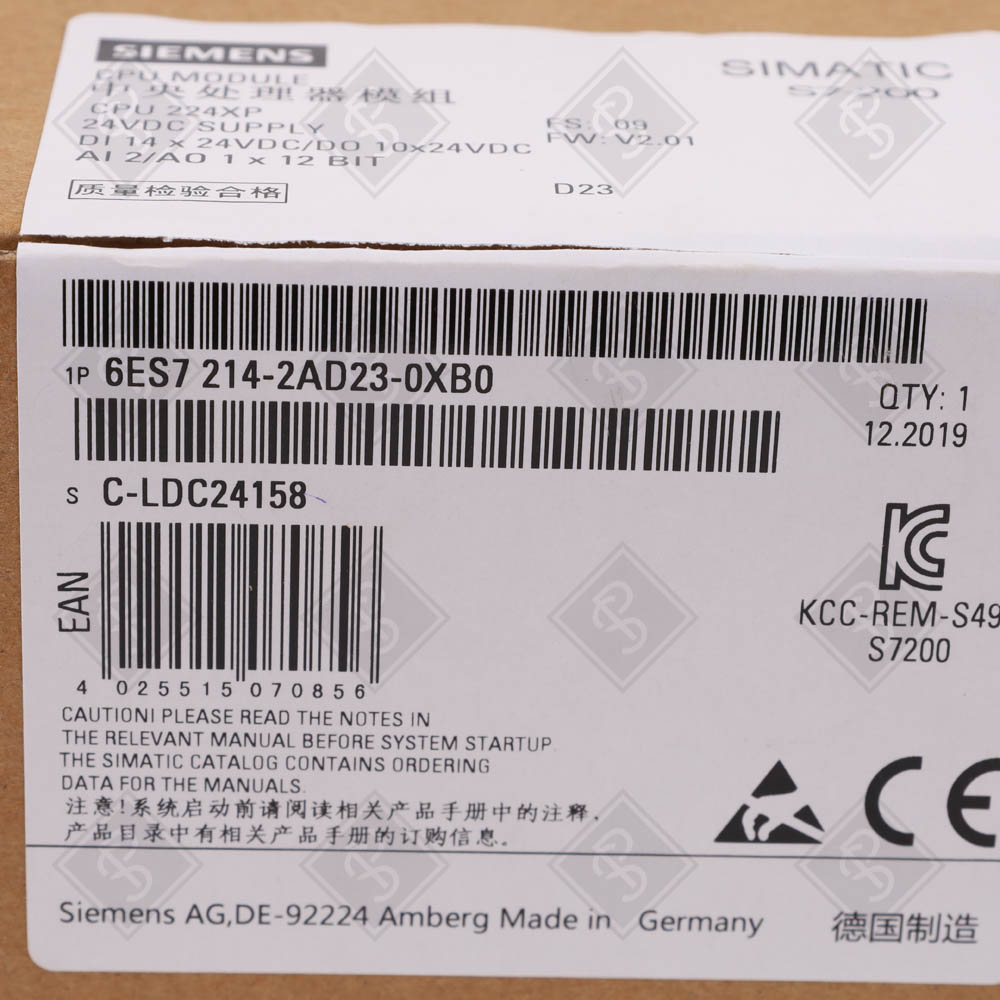 SIEMENS
SIMATIC
S7-200
CPU MODULE
中央处理器模组
CPU 224XP
24VDC SUPPLY
DI 14 x 24VDC/DO 10x24VDC
AI 2/AO 1 x 12 BIT
FS: 09
FW: V2.01
质量检验合格
D23
1P 6ES7 214-2AD23-0XB0
QTY: 1
12.2019
S C-LDC24158
EAN
4 025515 070856
KCC-REM-S49
S7200
CAUTION! PLEASE READ THE NOTES IN
THE RELEVANT MANUAL BEFORE SYSTEM STARTUP.
THE SIMATIC CATALOG CONTAINS ORDERING
DATA FOR THE MANUALS.
注意!系统启动前请阅读相关产品手册中的注释,
产品目录中有相关产品手册的订购信息.
CE
Siemens AG,DE-92224 Amberg Made in Germany 德国制造